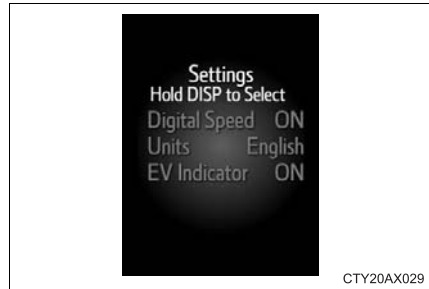 Settings
Hold DISP to Select
Digital Speed ON
Units English
EV Indicator ON
CTY20AX029